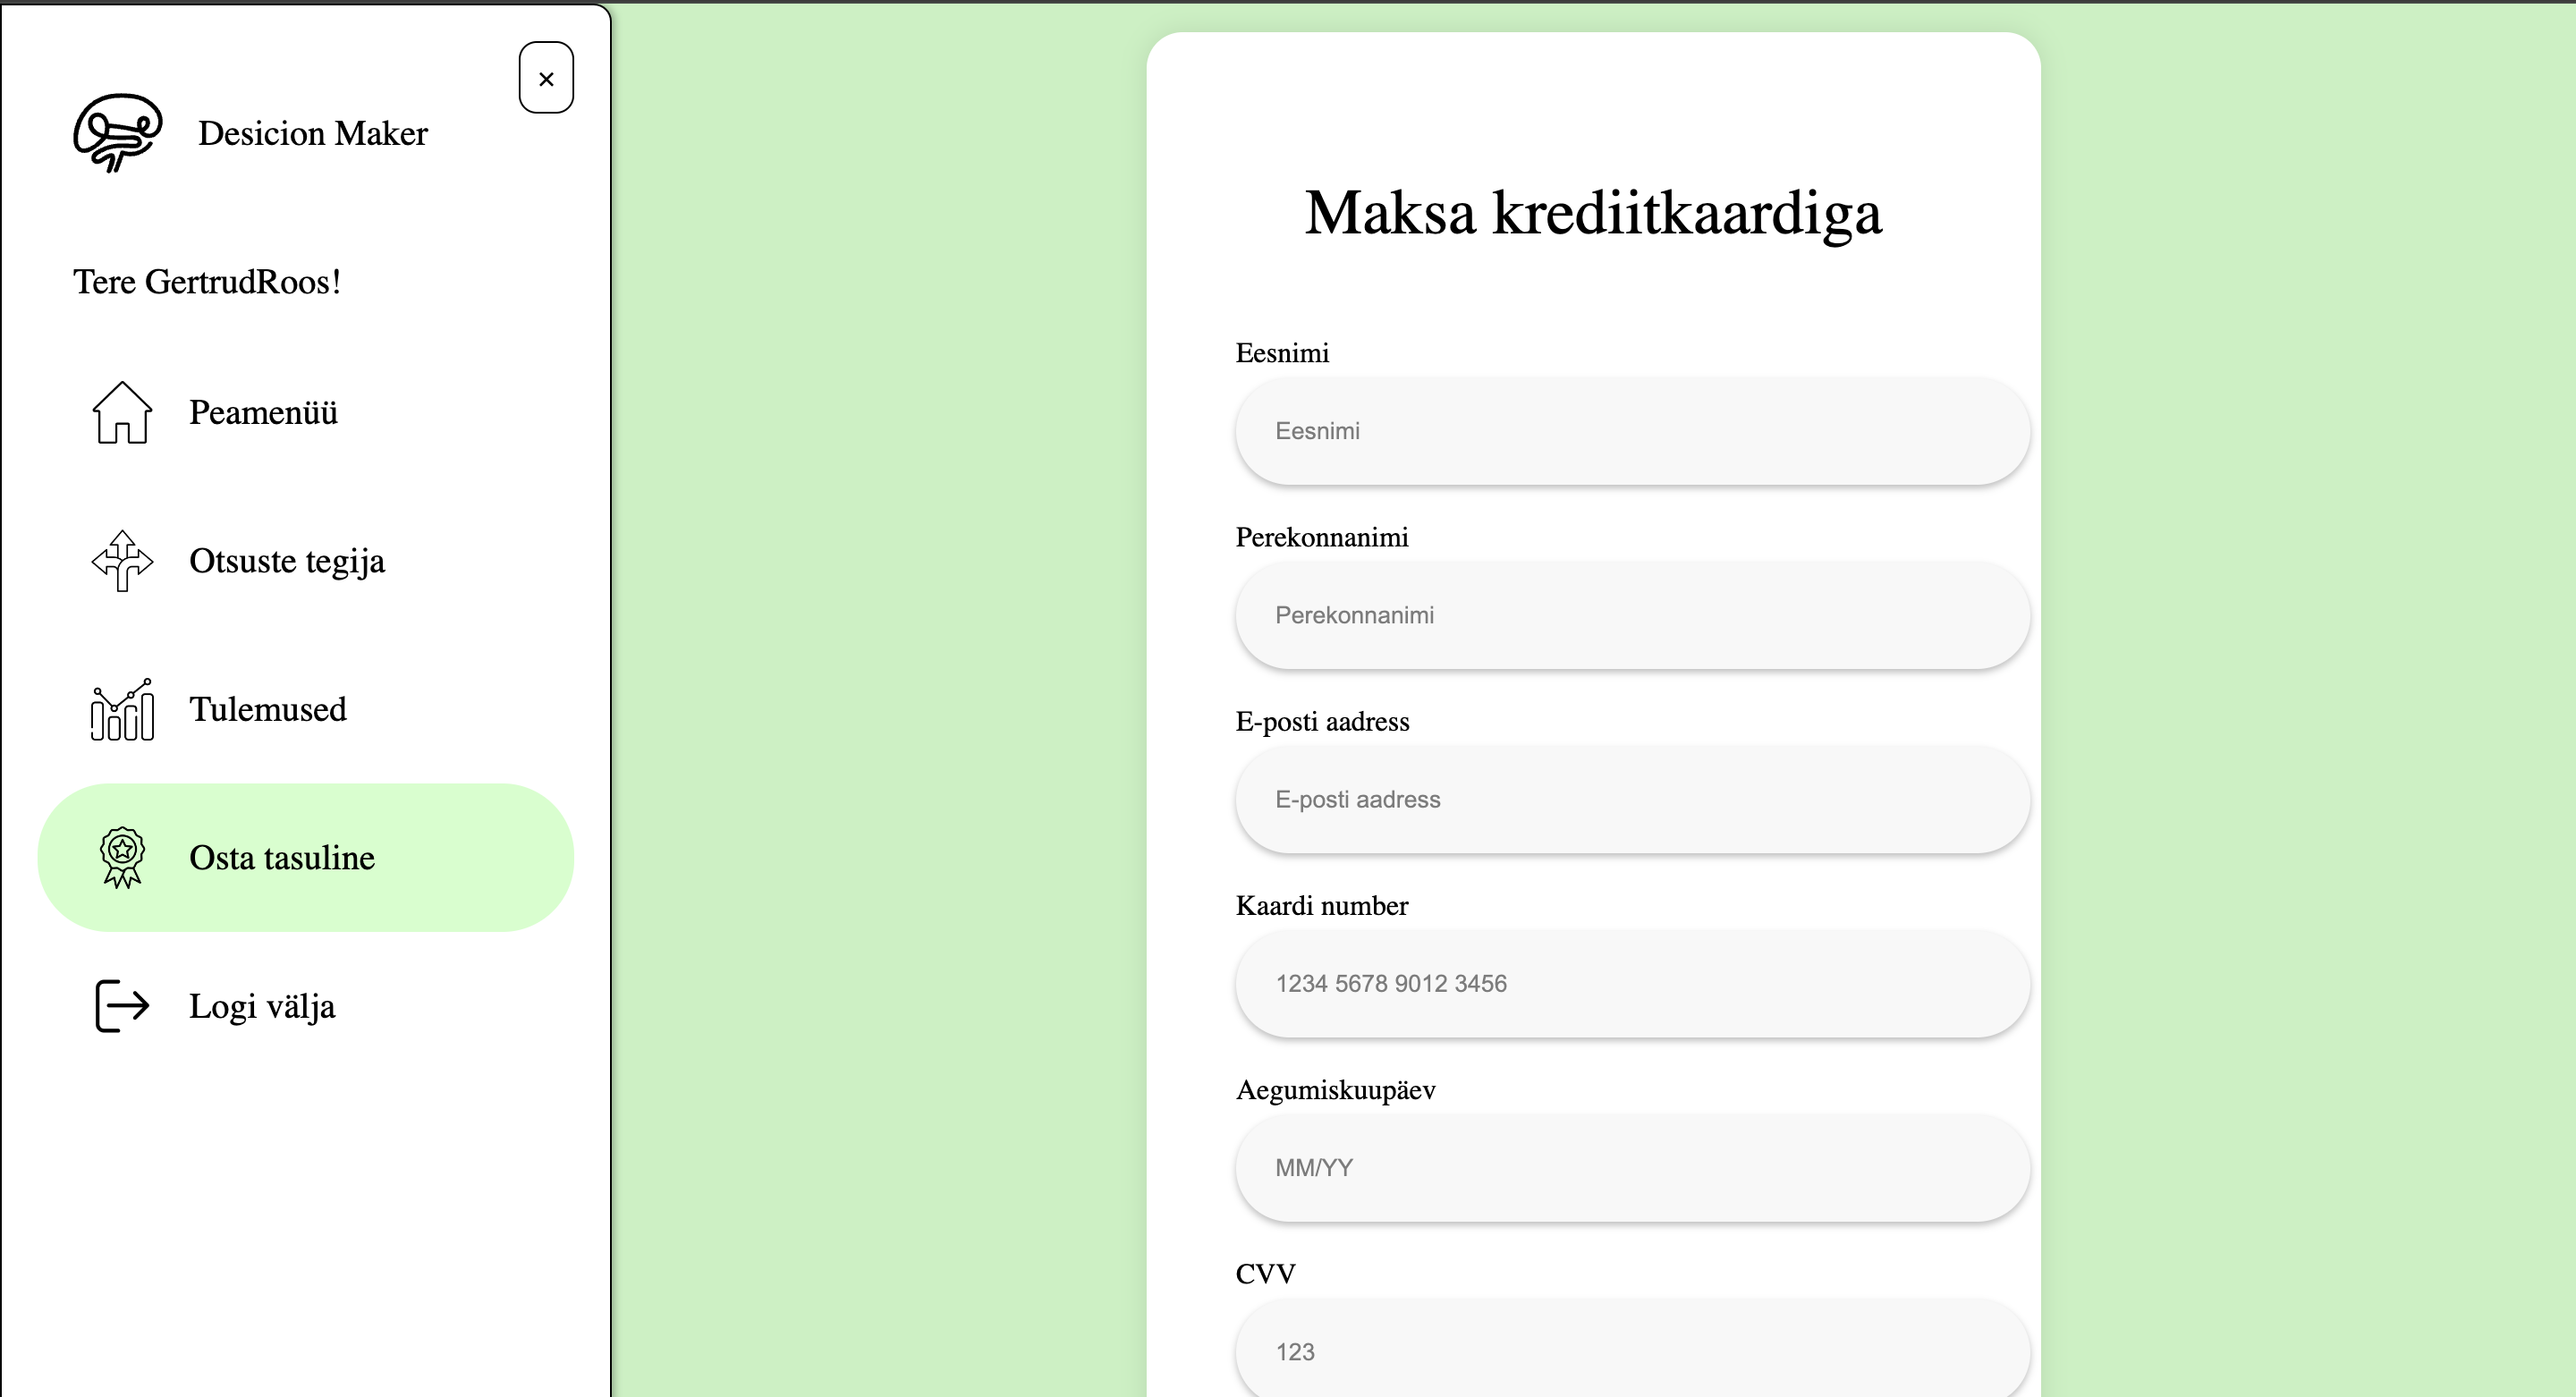 ×
Desicion Maker
Tere GertrudRoos!
Peamenüü
Otsuste tegija
Tulemused
Osta tasuline
Logi välja
Maksa krediitkaardiga
Eesnimi
Eesnimi
Perekonnanimi
Perekonnanimi
E-posti aadress
E-posti aadress
Kaardi number
1234 5678 9012 3456
Aegumiskuupäev
MM/YY
CVV
123